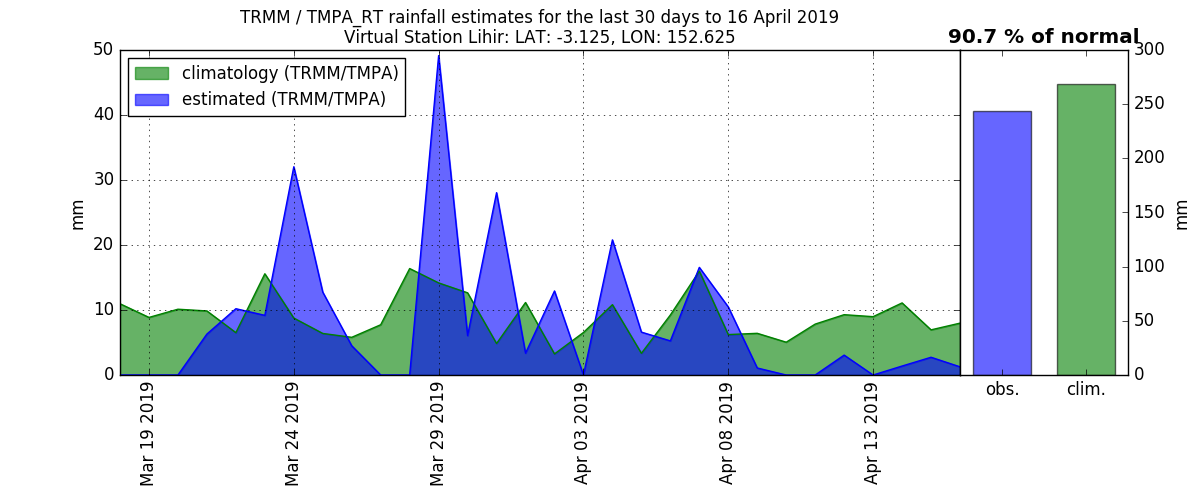 TRMM / TMPA_RT rainfall estimates for the last 30 days to 16 April 2019
Virtual Station Lihir: LAT: -3.125, LON: 152.625
90.7 % of normal
climatology (TRMM/TMPA)
estimated (TRMM/TMPA)
mm
50
40
30
20
10
0
Mar 19 2019
Mar 24 2019
Mar 29 2019
Apr 03 2019
Apr 08 2019
Apr 13 2019
obs.
clim.
300
250
200
150
100
50
0
mm